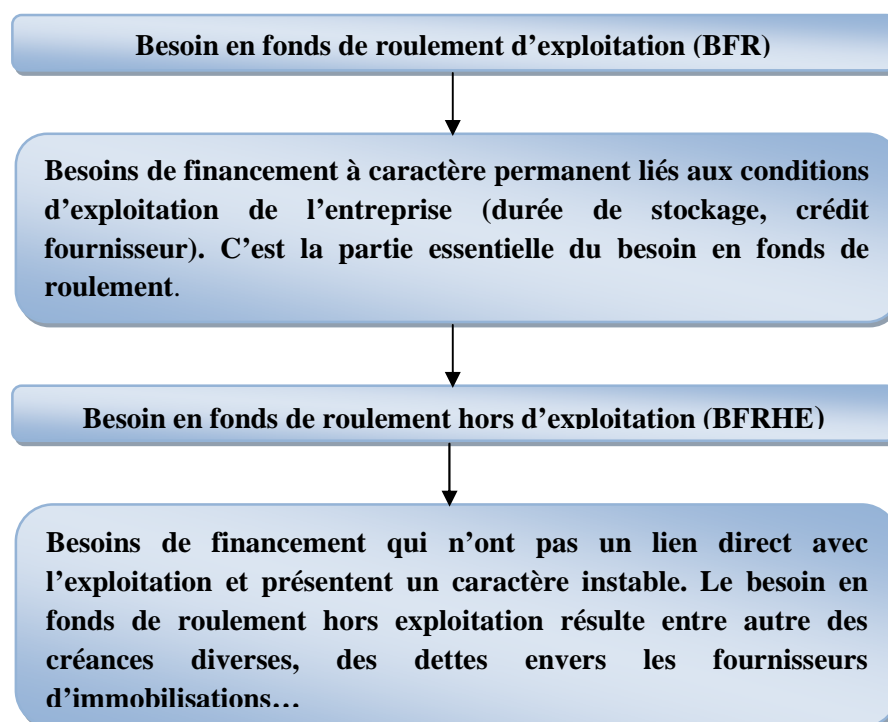 Besoin en fonds de roulement d’exploitation (BFR)
Besoins de financement à caractère permanent liés aux conditions
d’exploitation de l’entreprise (durée de stockage, crédit
fournisseur). C’est la partie essentielle du besoin en fonds de
roulement.
Besoin en fonds de roulement hors d’exploitation (BFRHE)
Besoins de financement qui n’ont pas un lien direct avec
l’exploitation et présentent un caractère instable. Le besoin en
fonds de roulement hors exploitation résulte entre autre des
créances diverses, des dettes envers les fournisseurs
d’immobilisations…